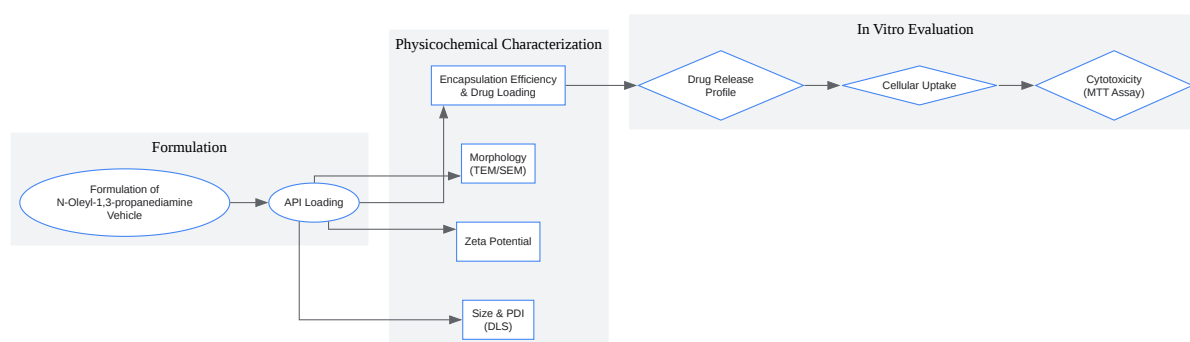 Formulation
Formulation of
N-Oleyl-1,3-propanediamine
Vehicle
API Loading
Physicochemical Characterization
Encapsulation Efficiency
& Drug Loading
Morphology
(TEM/SEM)
Zeta Potential
Size & PDI
(DLS)
In Vitro Evaluation
Drug Release
Profile
Cellular Uptake
Cytotoxicity
(MTT Assay)